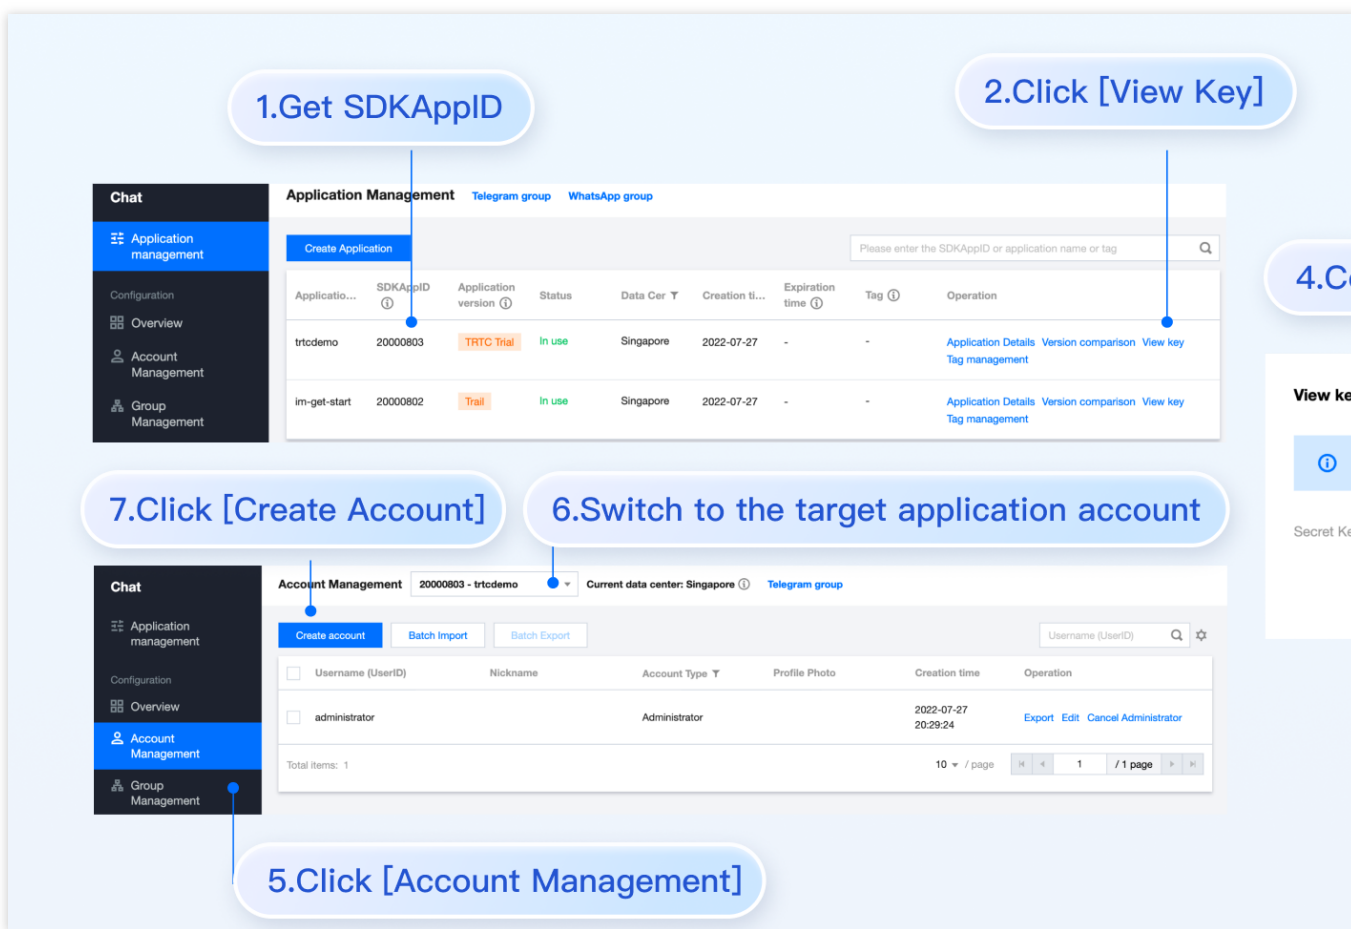 1.Get SDKAppID
2.Click [View Key]
Chat
Application Management Telegram group WhatsApp group
Application
management
Create Application
Please enter the SDKAppID or application name or tag
Configuration
Overview
Account
Management
Group
Management
Applicatio... SDKAppID Application version Status Data Cer Creation ti... Expiration time Tag Operation
trtcdemo 20000803 TRTC Trial In use Singapore 2022-07-27 - - Application Details Version comparison View key
Tag management
im-get-start 20000802 Trail In use Singapore 2022-07-27 - - Application Details Version comparison View key
Tag management
4.Co
View ke
Secret Ke
7.Click [Create Account]
6.Switch to the target application account
Chat
Account Management 20000803 - trtcdemo Current data center: Singapore Telegram group
Application
management
Configuration
Overview
Account
Management
Group
Management
Create account Batch Import Batch Export Username (UserID)
Username (UserID) Nickname Account Type Profile Photo Creation time Operation
administrator Administrator 2022-07-27 20:29:24 Export Edit Cancel Administrator
Total items: 1 10 / page 1 / 1 page
5.Click [Account Management]